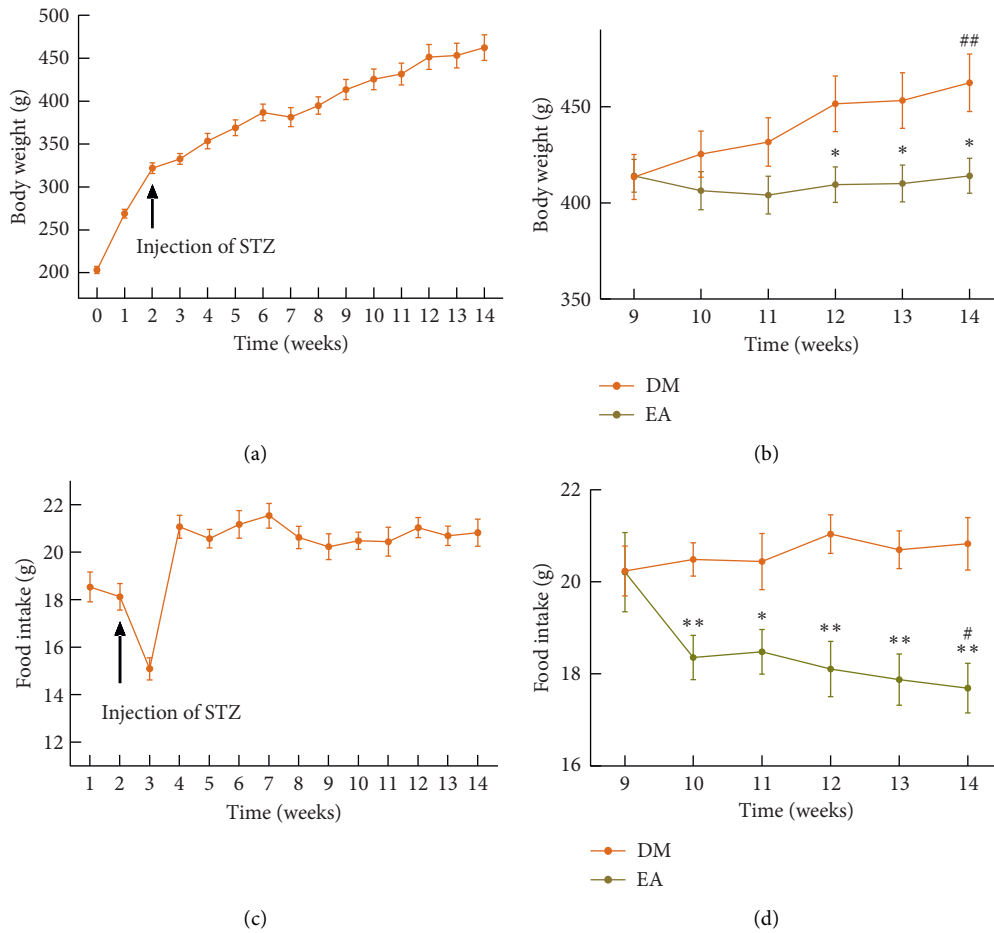 500
450
400
350
300
250
200
Body weight (g)
Injection of STZ
0 1 2 3 4 5 6 7 8 9 10 11 12 13 14
Time (weeks)
(a)
450
400
350
Body weight (g)
##
* * *
9 10 11 12 13 14
Time (weeks)
DM
EA
(b)
22
20
18
16
14
12
Food intake (g)
Injection of STZ
1 2 3 4 5 6 7 8 9 10 11 12 13 14
Time (weeks)
(c)
22
20
18
16
Food intake (g)
#
** * ** ** **
9 10 11 12 13 14
Time (weeks)
DM
EA
(d)